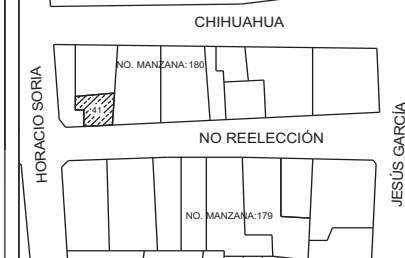 CHIHUAHUA
NO. MANZANA:180
41
HORACIO SORIA
NO REELECCIÓN
JESÚS GARCÍA
NO. MANZANA:179